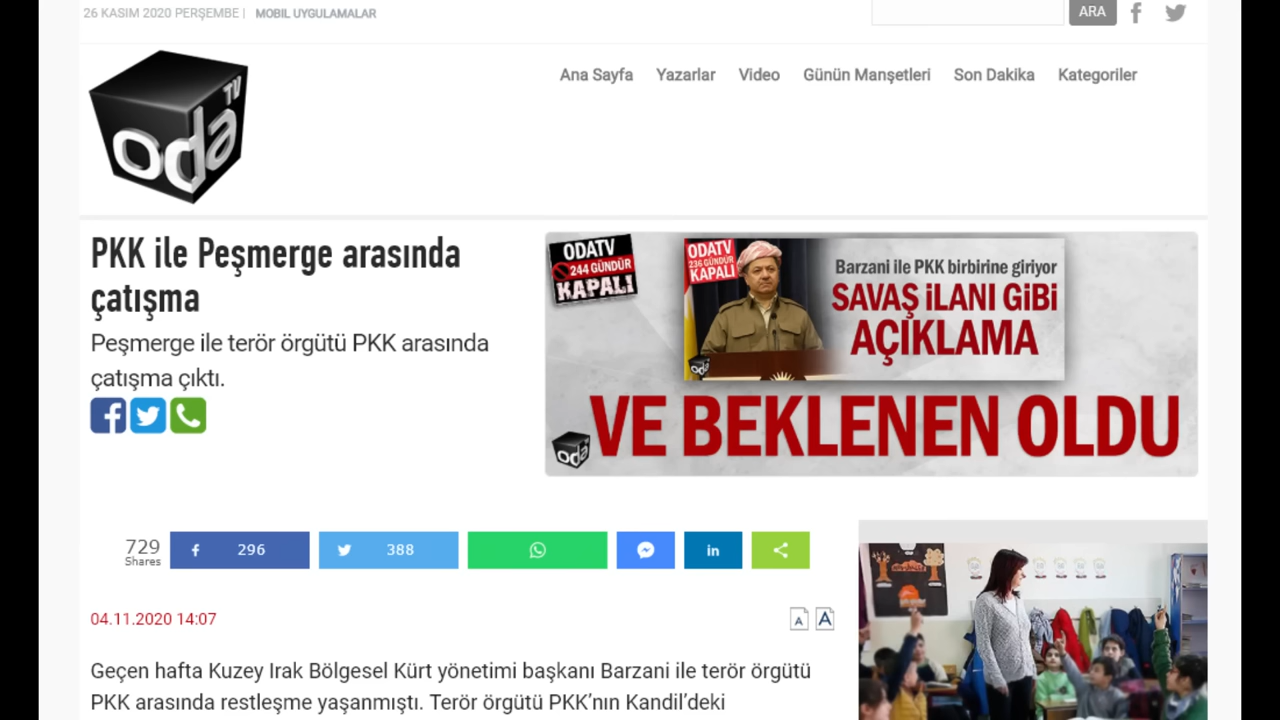 26 KASIM 2020 PERŞEMBE | MOBIL UYGULAMALAR
ARA
oda TV
Ana Sayfa Yazarlar Video Günün Manşetleri Son Dakika Kategoriler
PKK ile Peşmerge arasında
çatışma
Peşmerge ile terör örgütü PKK arasında
çatışma çıktı.
ODATV
244 GÜNDÜR
KAPALI
ODATV
236 GÜNDÜR
KAPALI
Barzani ile PKK birbirine giriyor
SAVAŞ iLANI GiBi
AÇIKLAMA
VE BEKLENEN OLDU
oda
729
Shares
296
388
in
04.11.2020 14:07
A A
Geçen hafta Kuzey Irak Bölgesel Kürt yönetimi başkanı Barzani ile terör örgütü
PKK arasında restleşme yaşanmıştı. Terör örgütü PKK’nın Kandil’deki